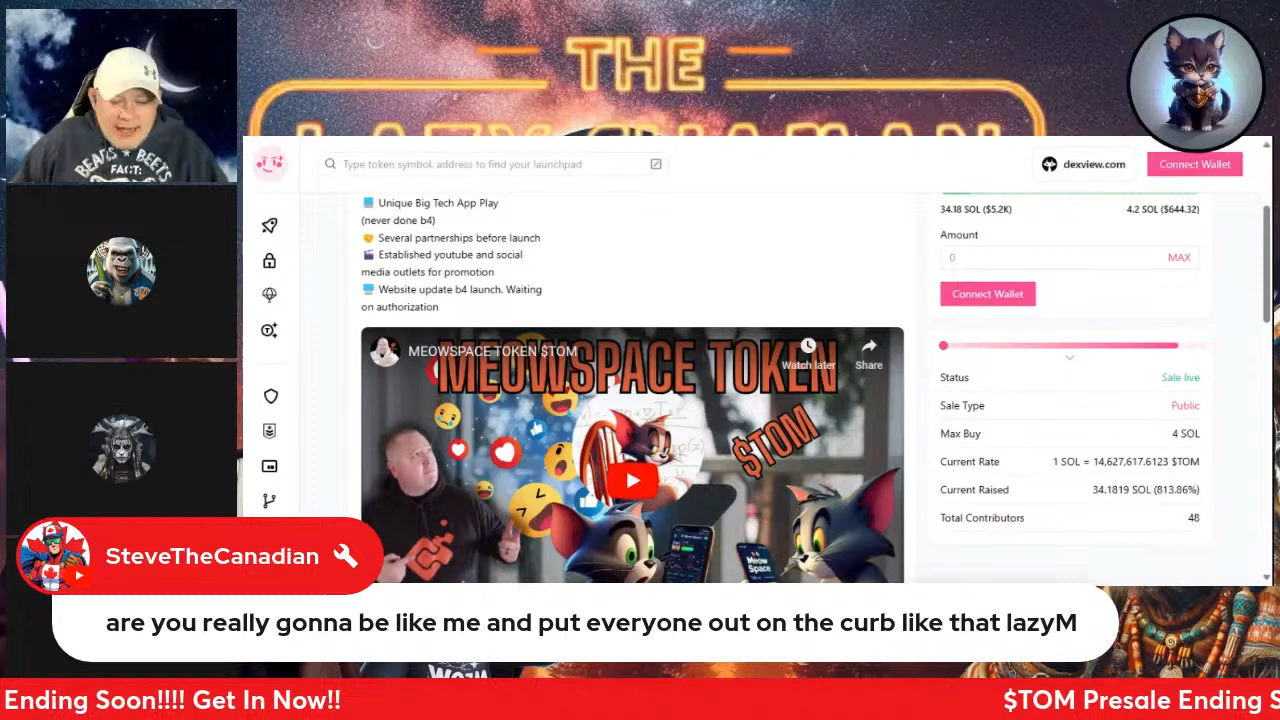 THE
BEARS ★ BEETS
FACT:
Type token symbol, address to find your launchpad
dexview.com
Connect Wallet
Unique Big Tech App Play
(never done b4)
Several partnerships before launch
Established youtube and social
media outlets for promotion
Website update b4 launch. Waiting
on authorization
34.18 SOL ($5.2K)
4.2 SOL ($644.32)
Amount
0
MAX
Connect Wallet
MEOWSPACE TOKEN $TOM
Watch later
Share
MEOWSPACE TOKEN
$TOM
Meow
Space
Status
Sale live
Sale Type
Public
Max Buy
4 SOL
Current Rate
1 SOL = 14,627,617.6123 $TOM
Current Raised
34.1819 SOL (813.86%)
Total Contributors
48
SteveTheCanadian
are you really gonna be like me and put everyone out on the curb like that lazyM
Ending Soon!!!! Get In Now!!
$TOM Presale Ending S